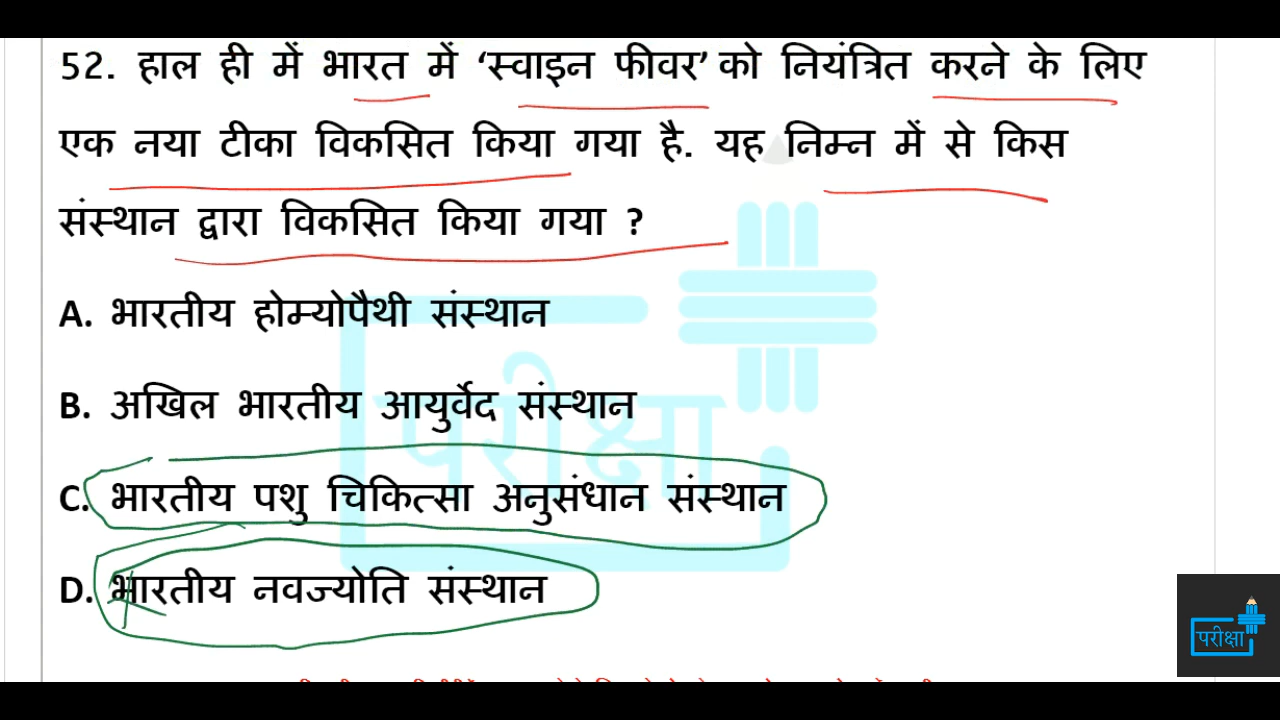 52. हाल ही में भारत में ‘स्वाइन फीवर’ को नियंत्रित करने के लिए
एक नया टीका विकसित किया गया है. यह निम्न में से किस
संस्थान द्वारा विकसित किया गया ?
A. भारतीय होम्योपैथी संस्थान
B. अखिल भारतीय आयुर्वेद संस्थान
C. भारतीय पशु चिकित्सा अनुसंधान संस्थान
D. भारतीय नवज्योति संस्थान
परीक्षा
परीक्षा